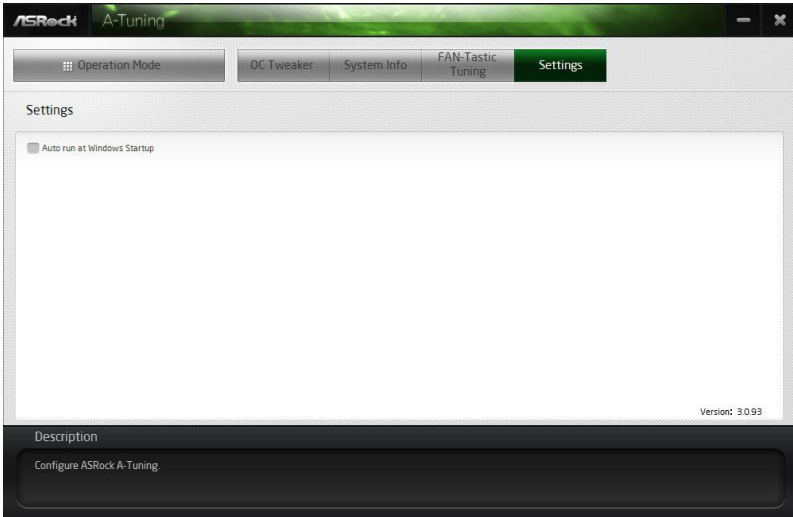 ASRock A-Tuning
Operation Mode
OC Tweaker
System Info
FAN-Tastic
Tuning
Settings
Settings
Auto run at Windows Startup
Version: 3.0.93
Description
Configure ASRock A-Tuning.